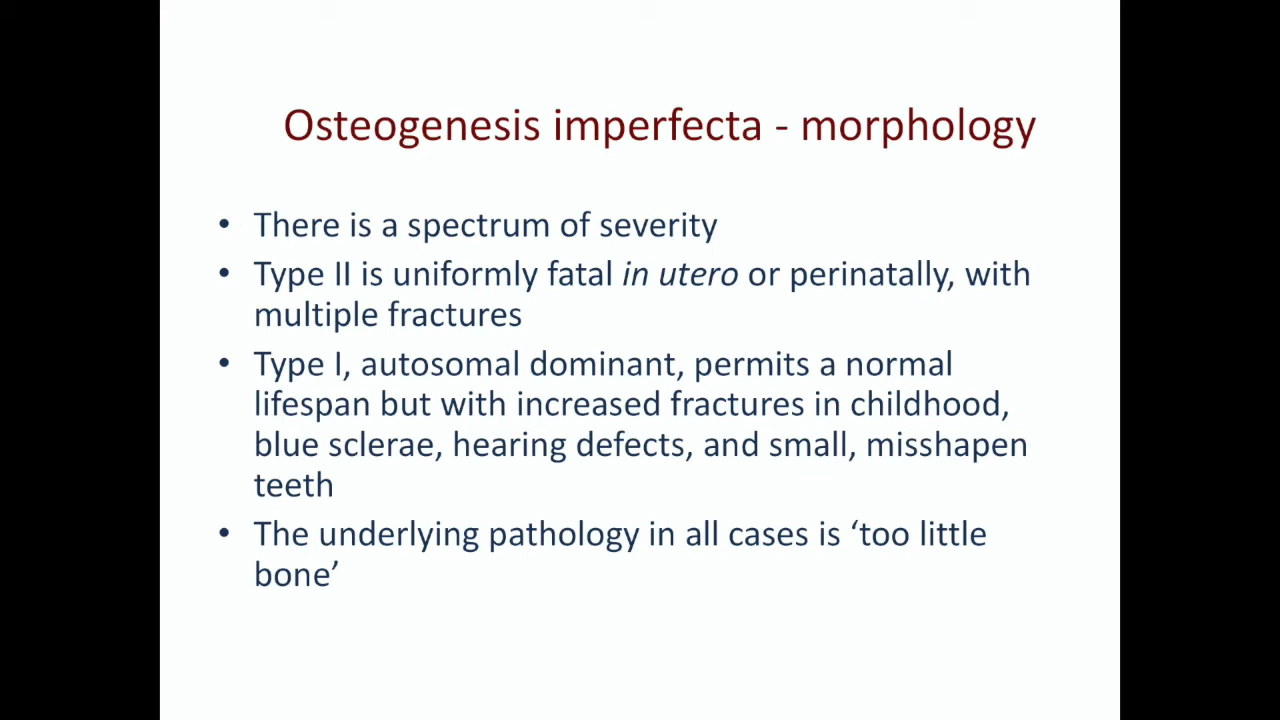 Osteogenesis imperfecta - morphology
• There is a spectrum of severity
• Type II is uniformly fatal in utero or perinatally, with
multiple fractures
• Type I, autosomal dominant, permits a normal
lifespan but with increased fractures in childhood,
blue sclerae, hearing defects, and small, misshapen
teeth
• The underlying pathology in all cases is ‘too little
bone’